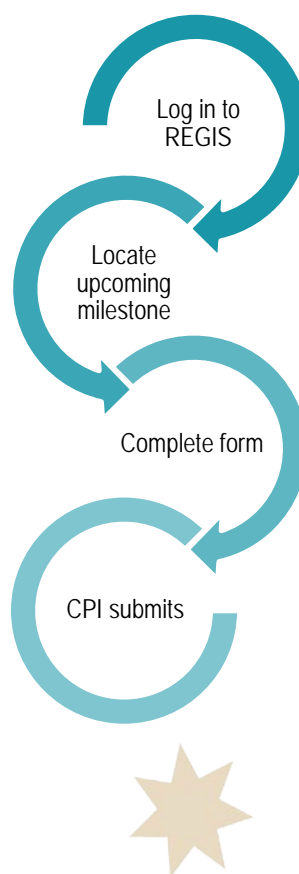 Log in to
REGIS
Locate
upcoming
milestone
Complete form
CPI submits